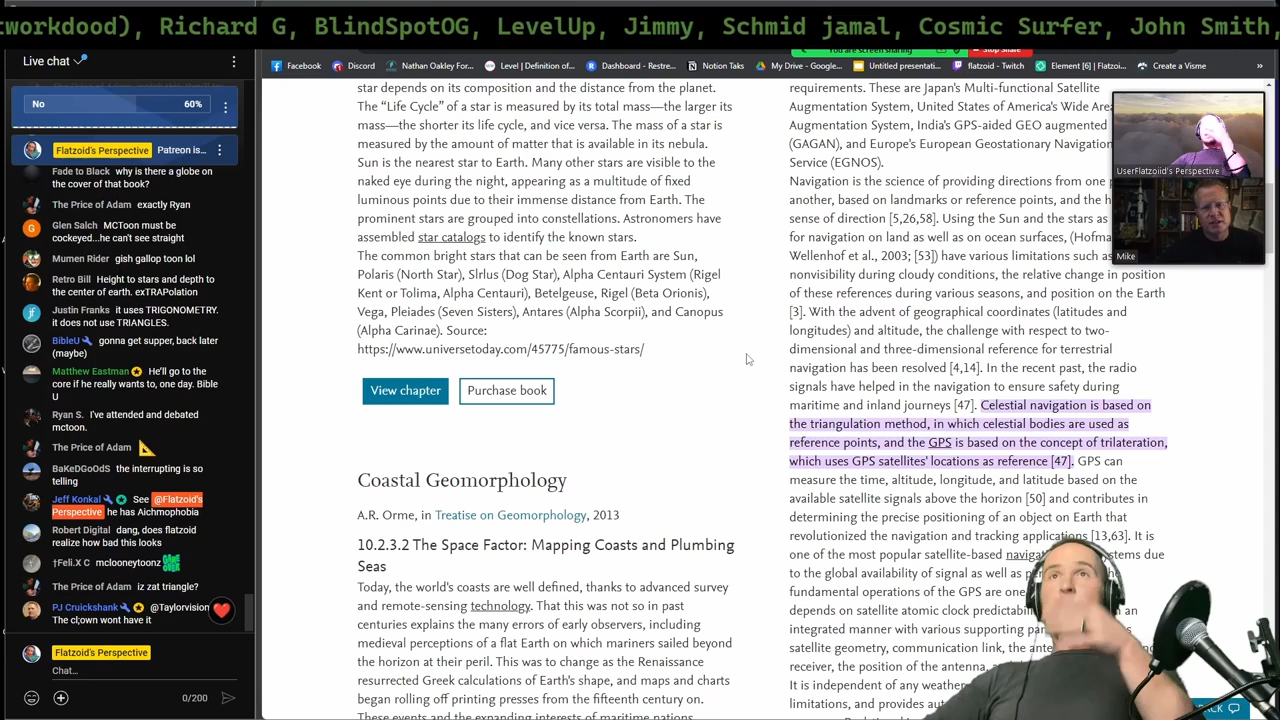 tworkdood), Richard G, BlindSpotOG, LevelUp, Jimmy, Schmid jamal, Cosmic Surfer, John Smith,
Live chat
No 60%
Flatzoid's Perspective Patreon is...
Fade to Black why is there a globe on
the cover of that book?
The Price of Adam exactly Ryan
Glen Salch MCToon must be
cockeyed...he can't see straight
Mumen Rider gish gallop toon lol
Retro Bill Height to stars and depth to
the center of earth. exTRAPolation
Justin Franks it uses TRIGONOMETRY.
it does not use TRIANGLES.
BibleU gonna get supper, back later
(maybe)
Matthew Eastman He'll go to the
core if he really wants to, one day. Bible
U
Ryan S. I've attended and debated
mctoon.
The Price of Adam
BaKeDGoOdS the interrupting is so
telling
Jeff Konkal See @Flatzoid's
Perspective he has Aichmophobia
Robert Digital dang, does flatzoid
realize how bad this looks
†Feli.X C mclooneytoonz
The Price of Adam iz zat triangle?
PJ Cruickshank @Taylorvision
The cl;own wont have it
Flatzoid's Perspective
Chat...
0/200
You are screen sharing Stop Share
Facebook Discord Nathan Oakley For... Level | Definition of... Dashboard - Restre... Notion Taks My Drive - Google... Untitled presentatio... flatzoid - Twitch Element [6] | Flatzoi... Create a Visme »
star depends on its composition and the distance from the planet.
The “Life Cycle” of a star is measured by its total mass—the larger its
mass—the shorter its life cycle, and vice versa. The mass of a star is
measured by the amount of matter that is available in its nebula.
Sun is the nearest star to Earth. Many other stars are visible to the
naked eye during the night, appearing as a multitude of fixed
luminous points due to their immense distance from Earth. The
prominent stars are grouped into constellations. Astronomers have
assembled star catalogs to identify the known stars.
The common bright stars that can be seen from Earth are Sun,
Polaris (North Star), SIrIus (Dog Star), Alpha Centauri System (Rigel
Kent or Tolima, Alpha Centauri), Betelgeuse, Rigel (Beta Orionis),
Vega, Pleiades (Seven Sisters), Antares (Alpha Scorpii), and Canopus
(Alpha Carinae). Source:
https://www.universetoday.com/45775/famous-stars/
View chapter Purchase book
Coastal Geomorphology
A.R. Orme, in Treatise on Geomorphology, 2013
10.2.3.2 The Space Factor: Mapping Coasts and Plumbing
Seas
Today, the world's coasts are well defined, thanks to advanced survey
and remote-sensing technology. That this was not so in past
centuries explains the many errors of early observers, including
medieval perceptions of a flat Earth on which mariners sailed beyond
the horizon at their peril. This was to change as the Renaissance
resurrected Greek calculations of Earth's shape, and maps and charts
began rolling off printing presses from the fifteenth century on.
These events and the expanding interests of maritime nations
requirements. These are Japan's Multi-functional Satellite
Augmentation System, United States of America's Wide Area
Augmentation System, India's GPS-aided GEO augmented
(GAGAN), and Europe's European Geostationary Navigation
Service (EGNOS).
Navigation is the science of providing directions from one
another, based on landmarks or reference points, and the
sense of direction [5,26,58]. Using the Sun and the stars as
for navigation on land as well as on ocean surfaces, (Hofma
Wellenhof et al., 2003; [53]) have various limitations such as
nonvisibility during cloudy conditions, the relative change in position
of these references during various seasons, and position on the Earth
[3]. With the advent of geographical coordinates (latitudes and
longitudes) and altitude, the challenge with respect to two-
dimensional and three-dimensional reference for terrestrial
navigation has been resolved [4,14]. In the recent past, the radio
signals have helped in the navigation to ensure safety during
maritime and inland journeys [47]. Celestial navigation is based on
the triangulation method, in which celestial bodies are used as
reference points, and the GPS is based on the concept of trilateration,
which uses GPS satellites' locations as reference [47]. GPS can
measure the time, altitude, longitude, and latitude based on the
available satellite signals above the horizon [50] and contributes in
determining the precise positioning of an object on Earth that
revolutionized the navigation and tracking applications [13,63]. It is
one of the most popular satellite-based navigat stems due
to the global availability of signal as well as per
fundamental operations of the GPS are one
depends on satellite atomic clock predictabi an
integrated manner with various supporting par
satellite geometry, communication link, the ante
receiver, the position of the antenna, a
It is independent of any weather
limitations, and provides aut
UserFlatzoiid's Perspective
Mike